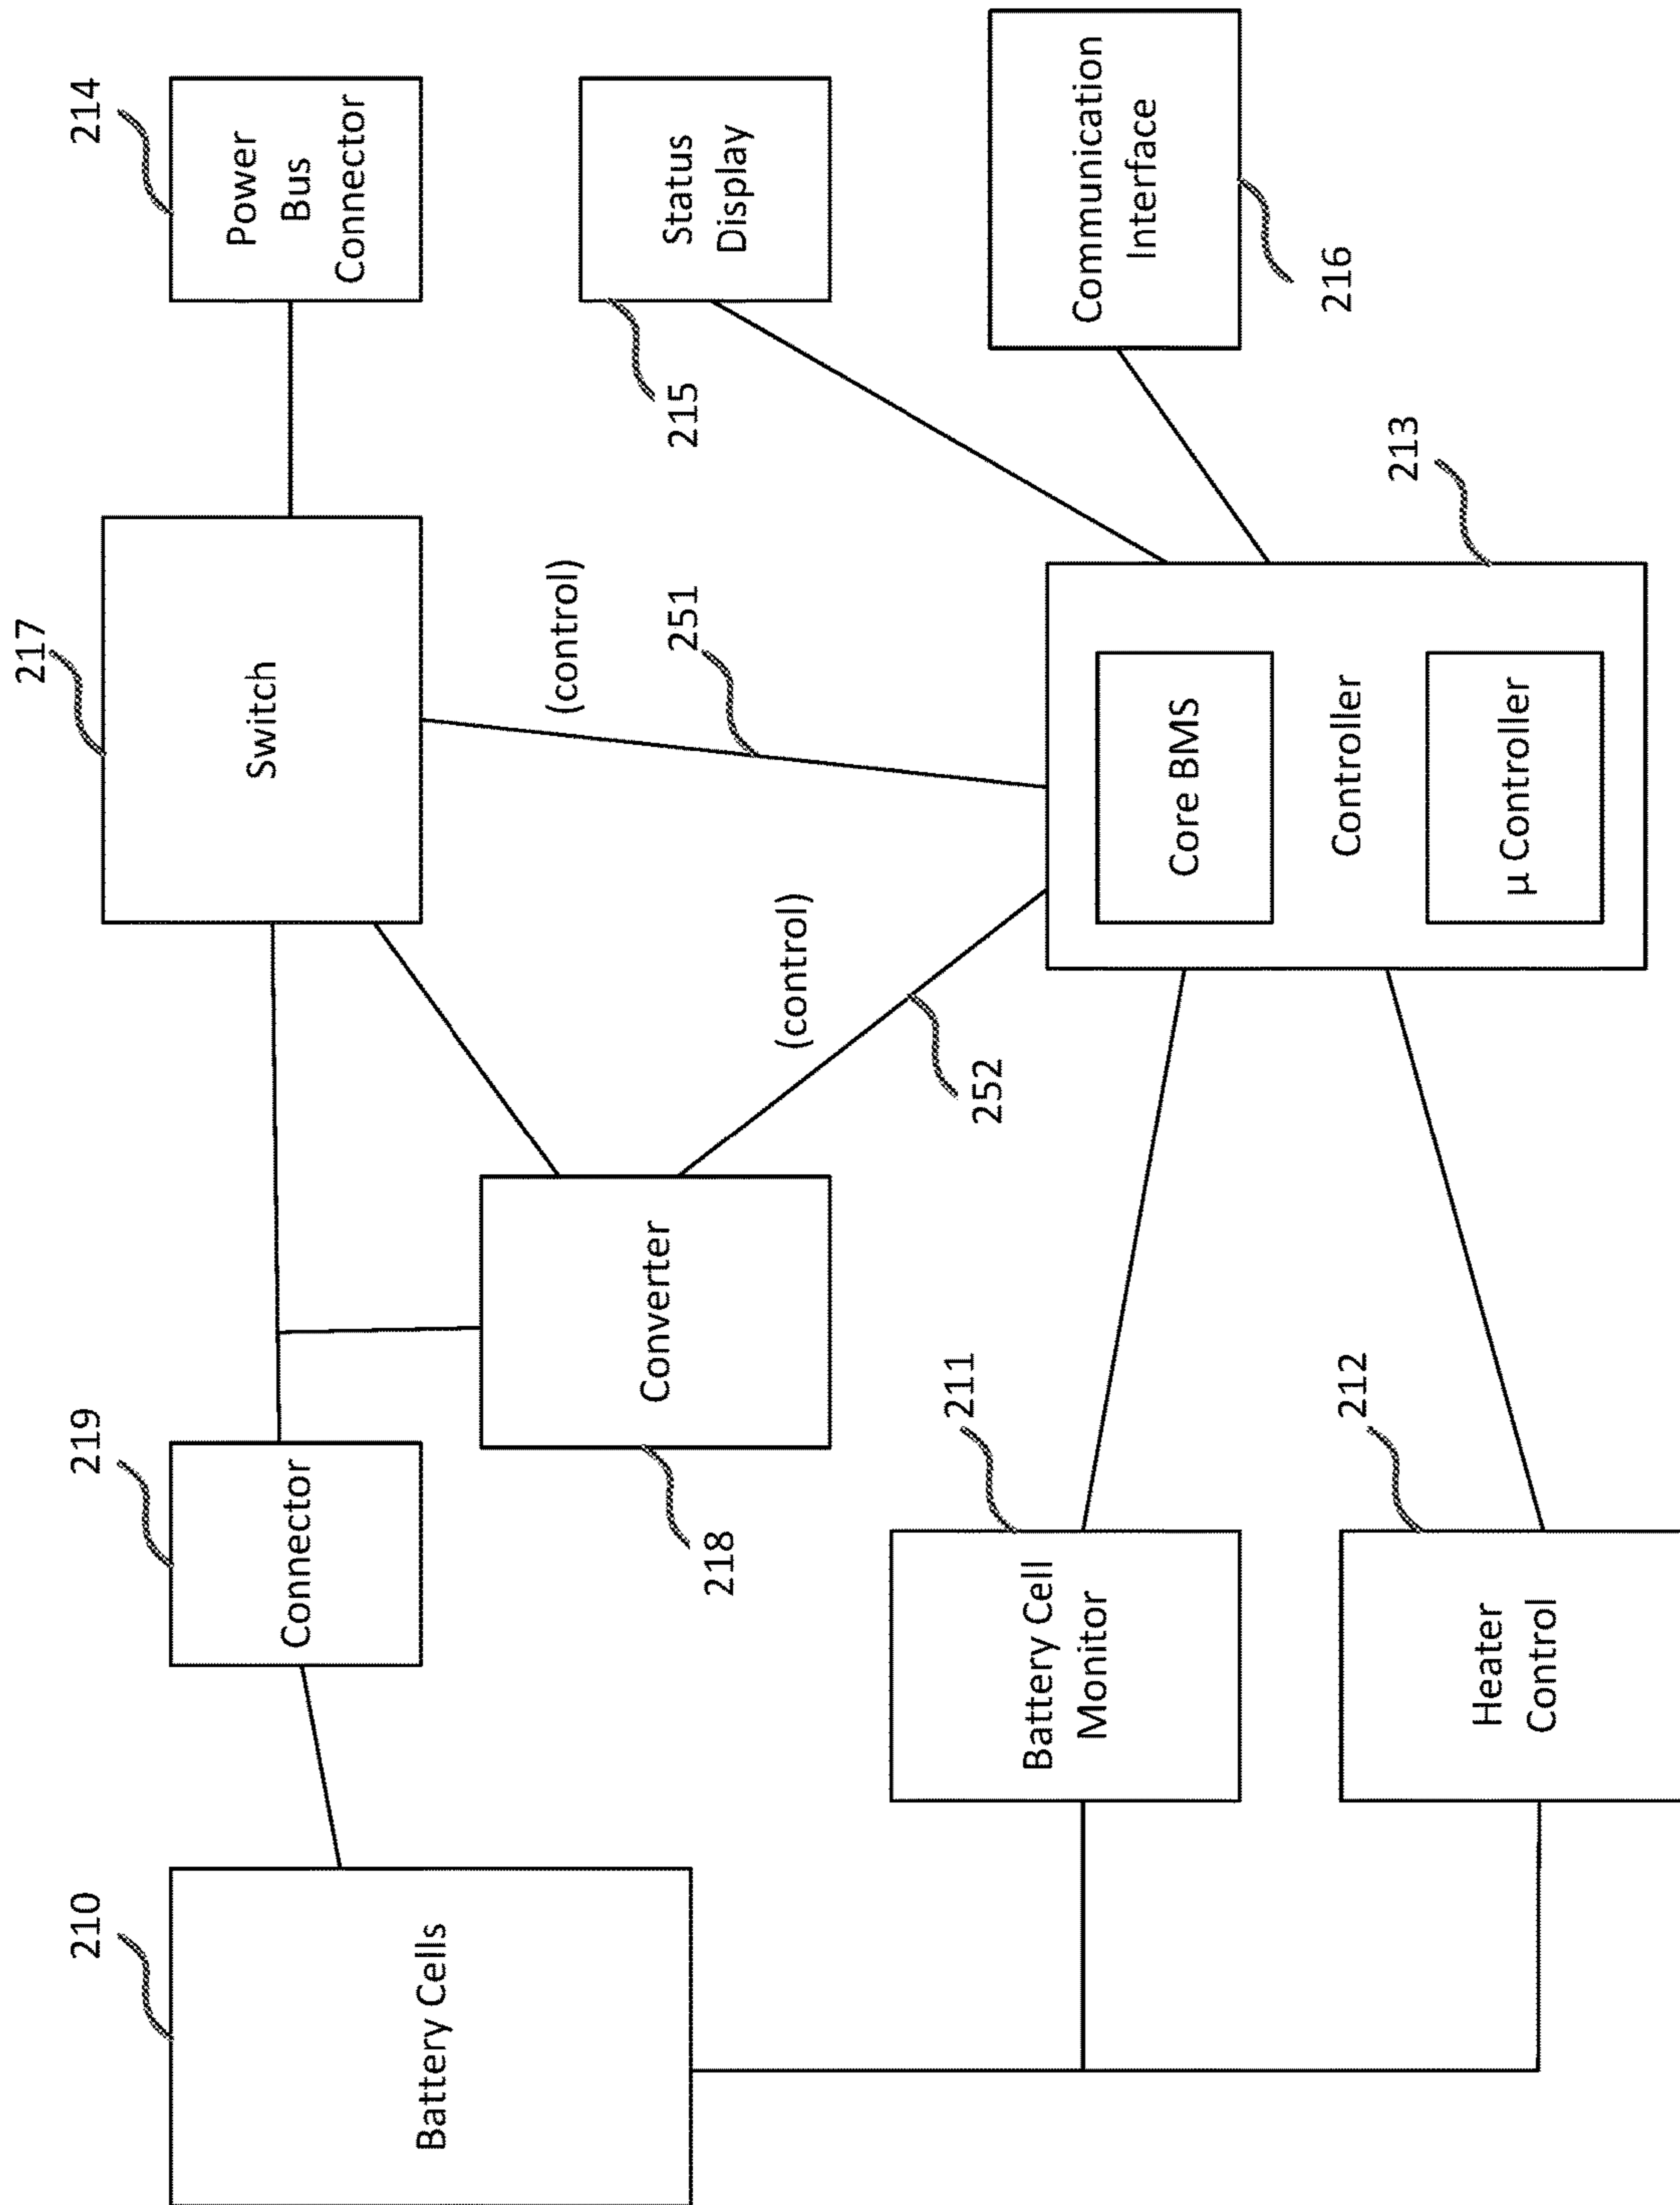 210
Battery Cells
219
Connector
217
Switch
214
Power
Bus
Connector
218
Converter
(control)
251
(control)
252
215
Status
Display
211
Battery Cell
Monitor
212
Heater
Control
213
Core BMS
Controller
µ Controller
Communication
Interface
216